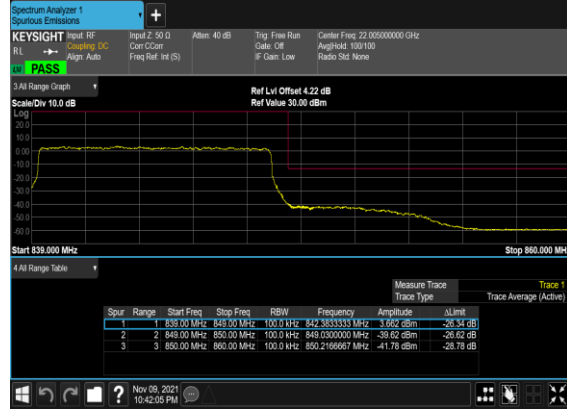 Spectrum Analyzer 1
Spurious Emissions
KEYSIGHT Input: RF Input Z: 50 Ω Atten: 40 dB Trig: Free Run Center Freq: 22.005000000 GHz
RL Coupling: DC Corr CCorr Gate: Off Avg|Hold: 100/100
Align: Auto Freq Ref: Int (S) IF Gain: Low Radio Std: None
PASS
3 All Range Graph Ref Lvl Offset 4.22 dB
Scale/Div 10.0 dB Ref Value 30.00 dBm
Log
20.0
10.0
0.00
-10.0
-20.0
-30.0
-40.0
-50.0
-60.0
Start 839.000 MHz Stop 860.000 MH
4 All Range Table
Measure Trace Trace 1
Trace Type Trace Average (Active)
Spur Range Start Freq Stop Freq RBW Frequency Amplitude ΔLimit
1 1 839.00 MHz 849.00 MHz 100.0 kHz 842.3833333 MHz 3.662 dBm -26.34 dB
2 2 849.00 MHz 850.00 MHz 100.0 kHz 849.0300000 MHz -39.62 dBm -26.62 dB
3 3 850.00 MHz 860.00 MHz 100.0 kHz 850.2166667 MHz -41.78 dBm -28.78 dB
Nov 09, 2021
10:42:05 PM